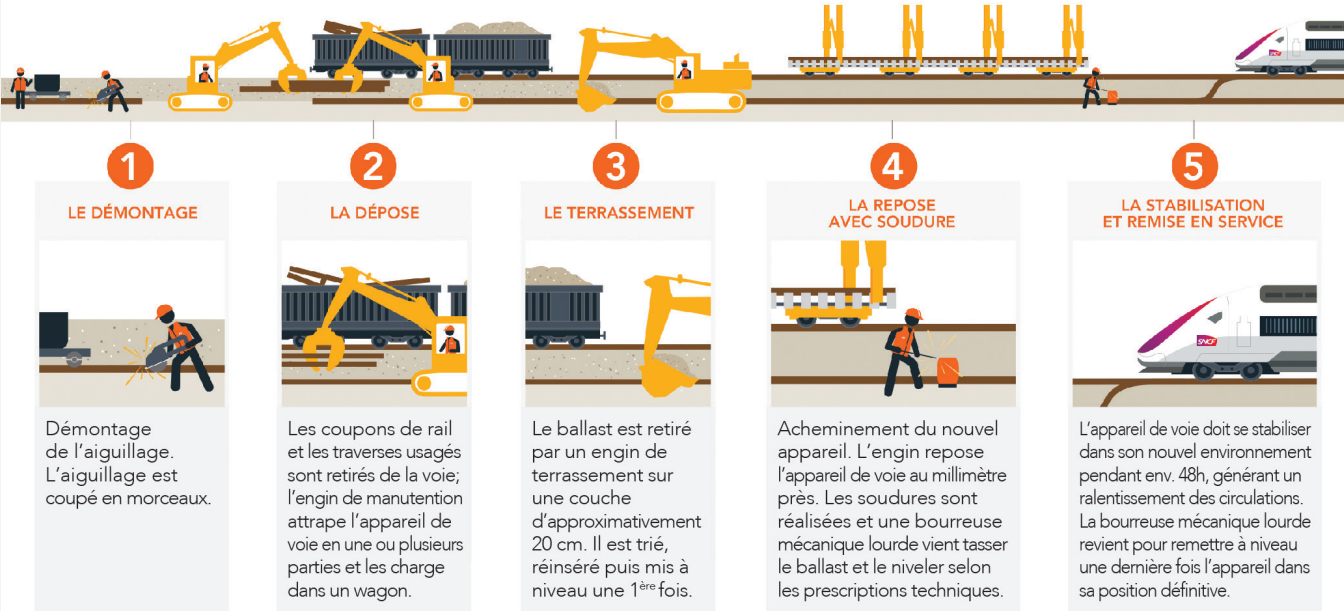 1
LE DÉMONTAGE
Démontage
de l'aiguillage.
L'aiguillage est
coupé en morceaux.
2
LA DÉPOSE
Les coupons de rail
et les traverses usagés
sont retirés de la voie;
l'engin de manutention
attrape l'appareil de
voie en une ou plusieurs
parties et les charge
dans un wagon.
3
LE TERRASSEMENT
Le ballast est retiré
par un engin de
terrassement sur
une couche
d'approximativement
20 cm. Il est trié,
réinséré puis mis à
niveau une 1ère fois.
4
LA REPOSE
AVEC SOUDURE
Acheminement du nouvel
appareil. L'engin repose
l'appareil de voie au millimètre
près. Les soudures sont
réalisées et une bourreuse
mécanique lourde vient tasser
le ballast et le niveler selon
les prescriptions techniques.
SNCF
5
LA STABILISATION
ET REMISE EN SERVICE
SNCF
L'appareil de voie doit se stabiliser
dans son nouvel environnement
pendant env. 48h, générant un
ralentissement des circulations.
La bourreuse mécanique lourde
revient pour remettre à niveau
une dernière fois l'appareil dans
sa position définitive.